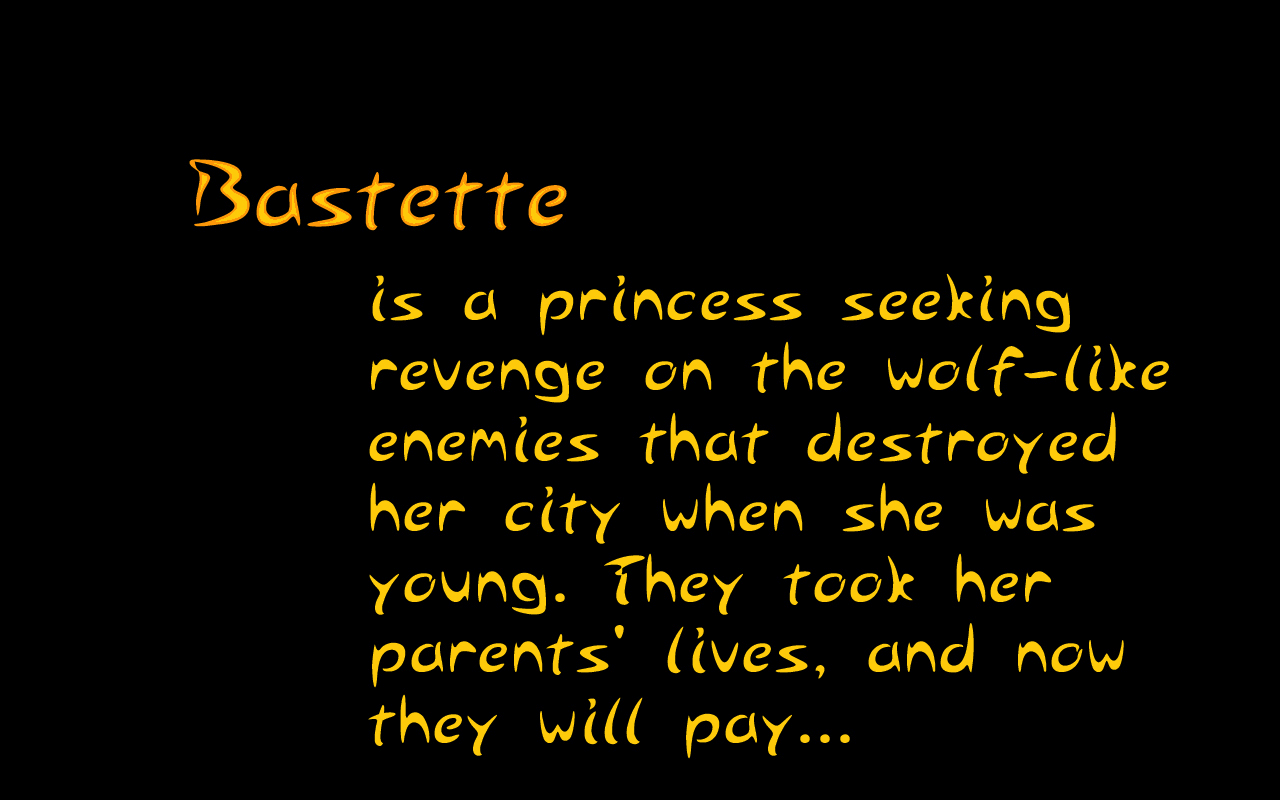 Bastette
is a princess seeking
revenge on the wolf-like
enemies that destroyed
her city when she was
young. They took her
parents' lives, and now
they will pay...